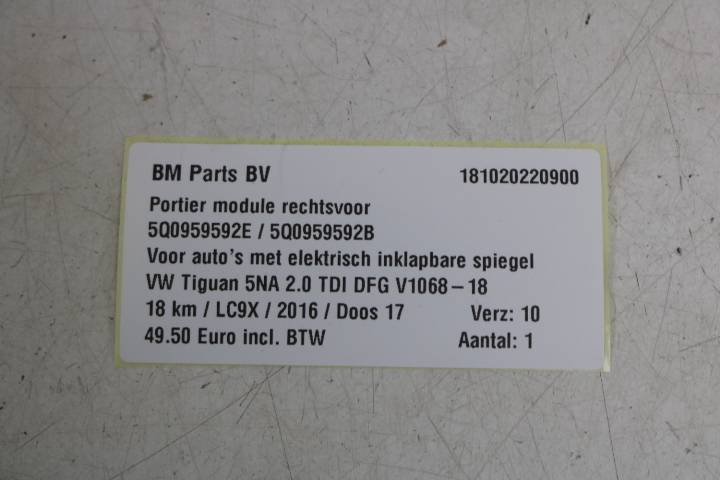 BM Parts BV 181020220900
Portier module rechtsvoor
5Q0959592E / 5Q0959592B
Voor auto's met elektrisch inklapbare spiegel
VW Tiguan 5NA 2.0 TDI DFG V1068-18
18 km / LC9X / 2016 / Doos 17 Verz: 10
49.50 Euro incl. BTW Aantal: 1